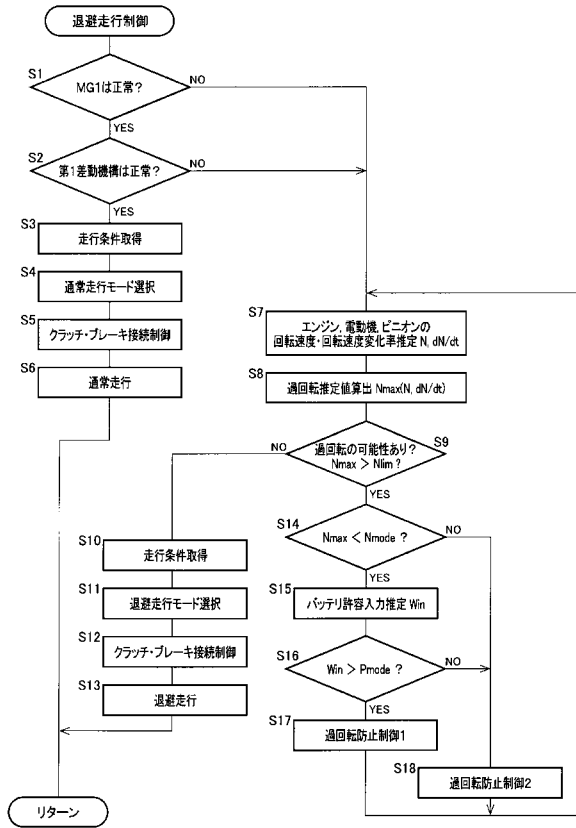 退避走行制御
S1
MG1は正常?
NO
YES
S2
第1差動機構は正常?
NO
YES
S3
走行条件取得
S4
通常走行モード選択
S5
クラッチ・ブレーキ接続制御
S6
通常走行
S7
エンジン, 電動機, ピニオンの
回転速度・回転速度変化率推定 N, dN/dt
S8
過回転推定値算出 Nmax(N, dN/dt)
S9
過回転の可能性あり?
Nmax > Nlim ?
NO
YES
S10
走行条件取得
S11
退避走行モード選択
S12
クラッチ・ブレーキ接続制御
S13
退避走行
S14
Nmax < Nmode ?
NO
YES
S15
バッテリ許容入力推定 Win
S16
Win > Pmode ?
NO
YES
S17
過回転防止制御1
S18
過回転防止制御2
リターン